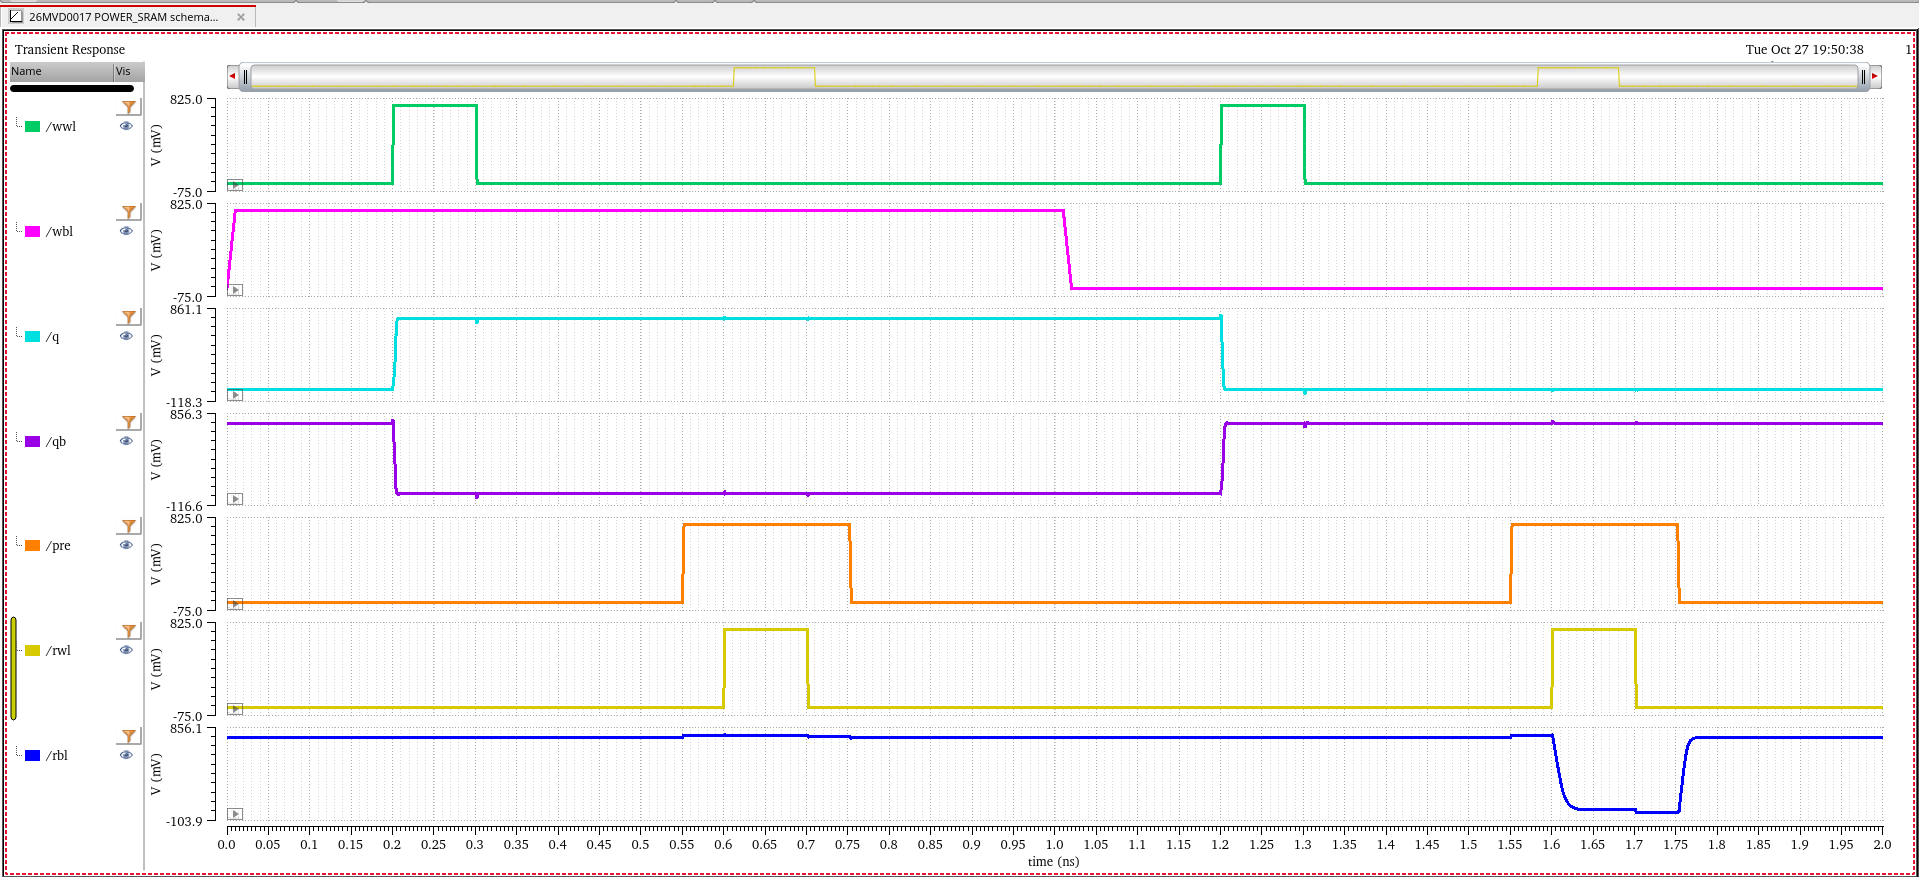 26MVD0017 POWER_SRAM schema...
Transient Response
Tue Oct 27 19:50:38
1
Name Vis
/wwl
V (mV)
825.0
-75.0
/wbl
V (mV)
825.0
-75.0
/q
V (mV)
861.1
-118.3
/qb
V (mV)
856.3
-116.6
/pre
V (mV)
825.0
-75.0
/rwl
V (mV)
825.0
-75.0
/rbl
V (mV)
856.1
-103.9
0.0 0.05 0.1 0.15 0.2 0.25 0.3 0.35 0.4 0.45 0.5 0.55 0.6 0.65 0.7 0.75 0.8 0.85 0.9 0.95 1.0 1.05 1.1 1.15 1.2 1.25 1.3 1.35 1.4 1.45 1.5 1.55 1.6 1.65 1.7 1.75 1.8 1.85 1.9 1.95 2.0
time (ns)